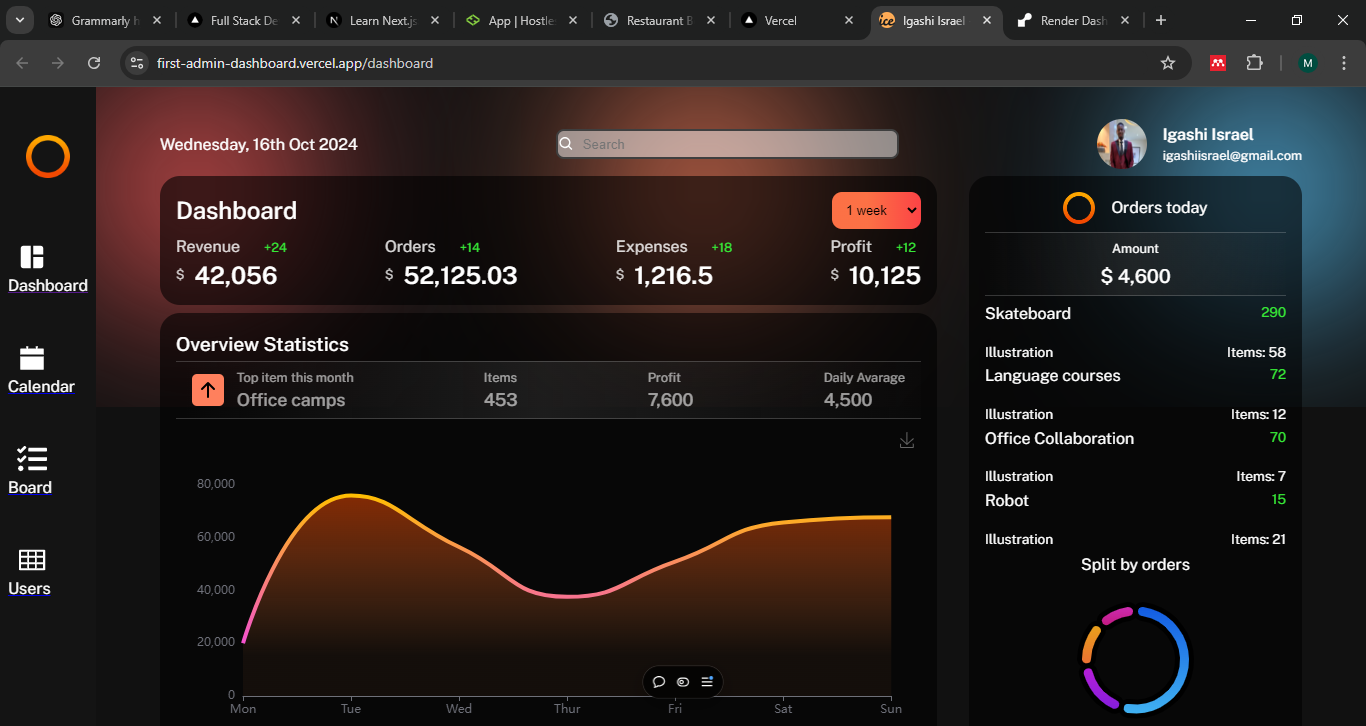 Grammarly h
Full Stack De
Learn Next.js
App | Hostle
Restaurant B
Vercel
Igashi Israel
Render Dash
first-admin-dashboard.vercel.app/dashboard
M
Wednesday, 16th Oct 2024
Search
Igashi Israel
igashiisrael@gmail.com
Dashboard
Calendar
Board
Users
Dashboard
1 week
Revenue +24
$ 42,056
Orders +14
$ 52,125.03
Expenses +18
$ 1,216.5
Profit +12
$ 10,125
Overview Statistics
Top item this month
Office camps
Items
453
Profit
7,600
Daily Avarage
4,500
80,000
60,000
40,000
20,000
0
Mon Tue Wed Thur Fri Sat Sun
Orders today
Amount
$ 4,600
Skateboard 290
Illustration Items: 58
Language courses 72
Illustration Items: 12
Office Collaboration 70
Illustration Items: 7
Robot 15
Illustration Items: 21
Split by orders